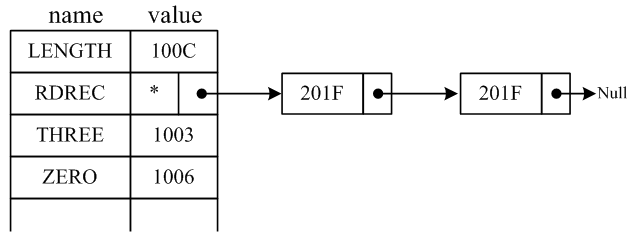 name value
LENGTH 100C
RDREC * 201F 201F Null
THREE 1003
ZERO 1006